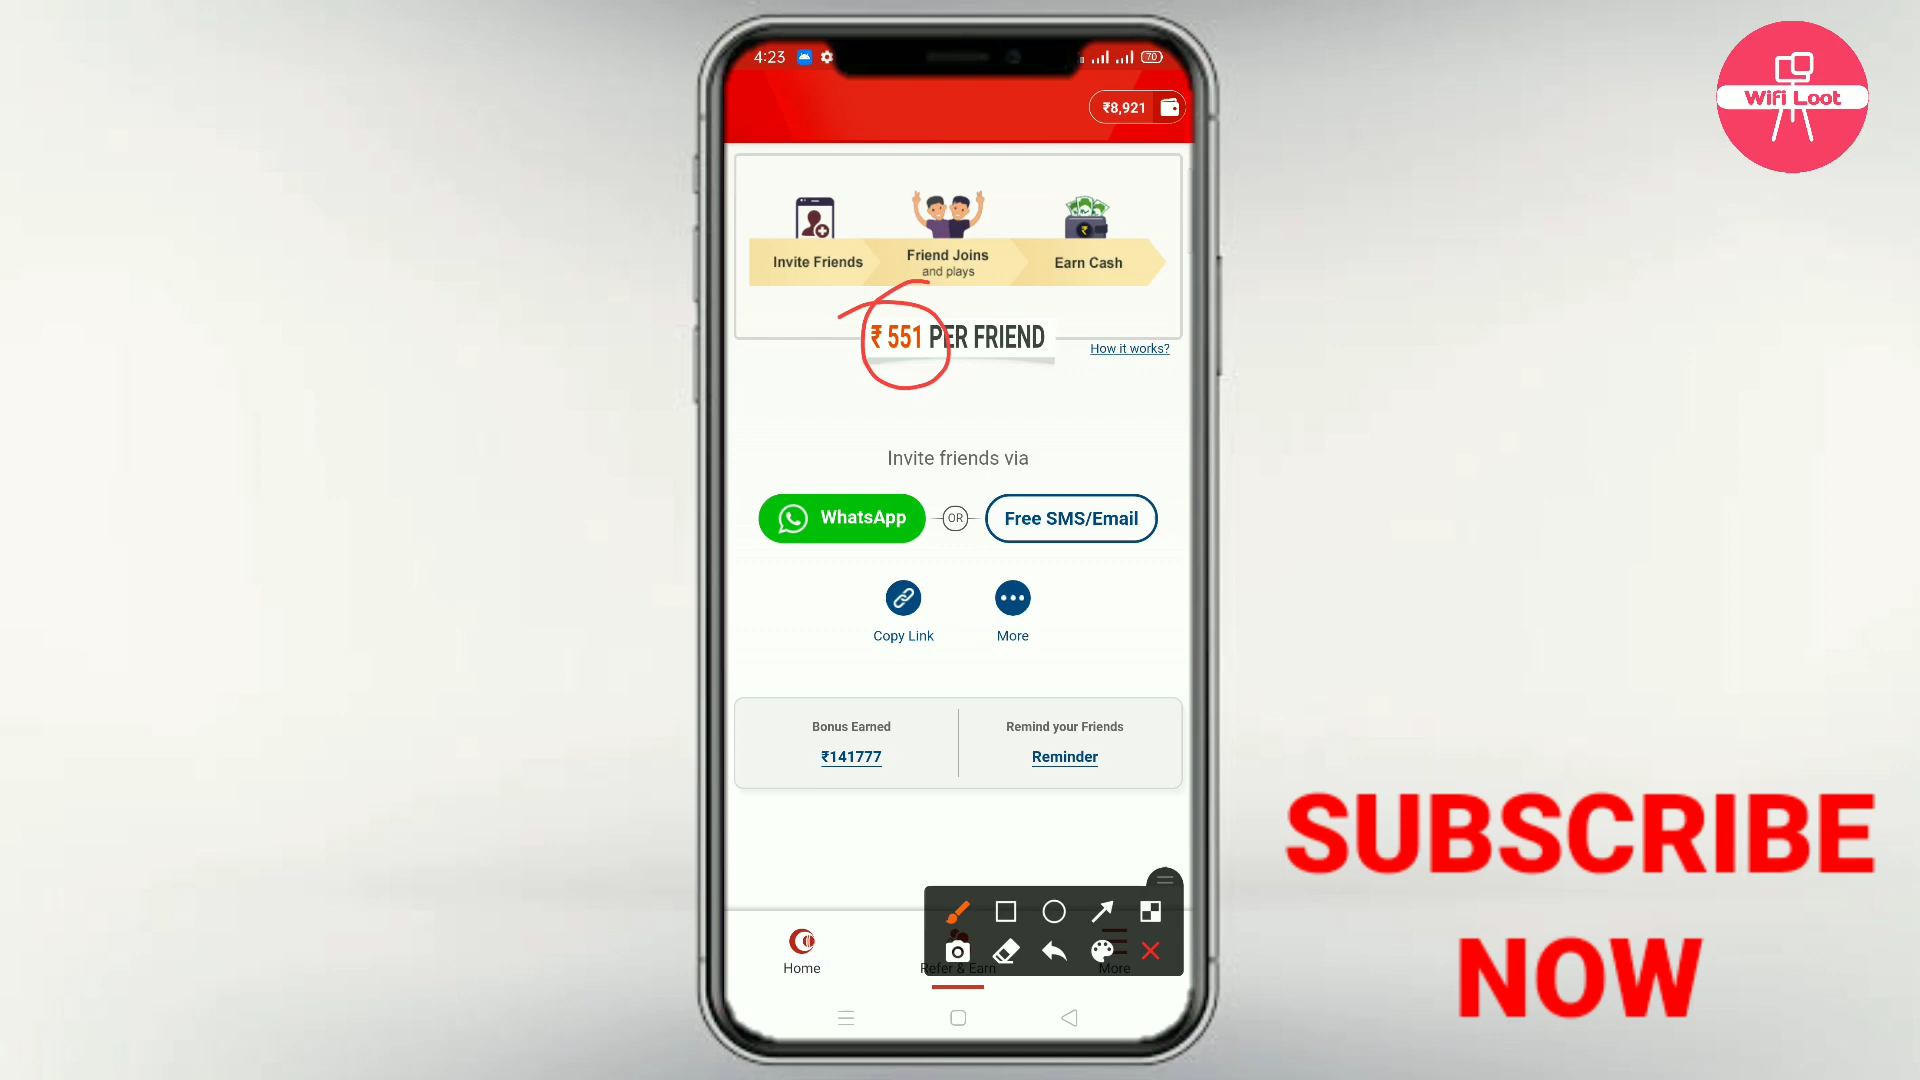 4:23
70
₹8,921
WiFi Loot
Invite Friends
Friend Joins
and plays
Earn Cash
₹ 551 PER FRIEND
How it works?
Invite friends via
WhatsApp
OR
Free SMS/Email
Copy Link
More
Bonus Earned
₹141777
Remind your Friends
Reminder
SUBSCRIBE
NOW
Home
Refer & Earn
More